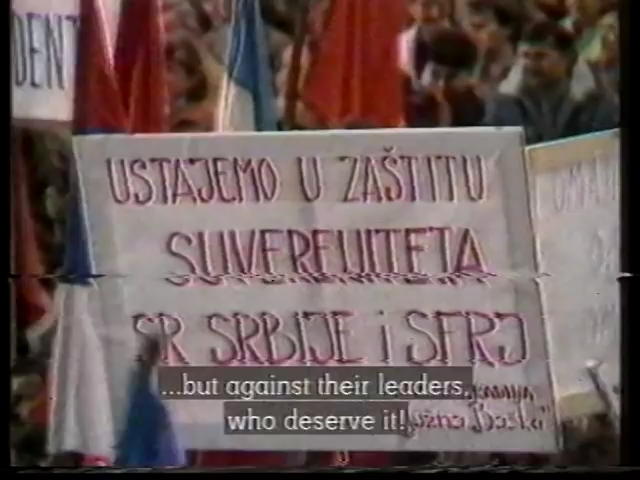 DENT
USTAJEMO U ZAŠTITU
SUVERENITETA
SR SRBIJE i SFRJ
...but against their leaders,
who deserve it!